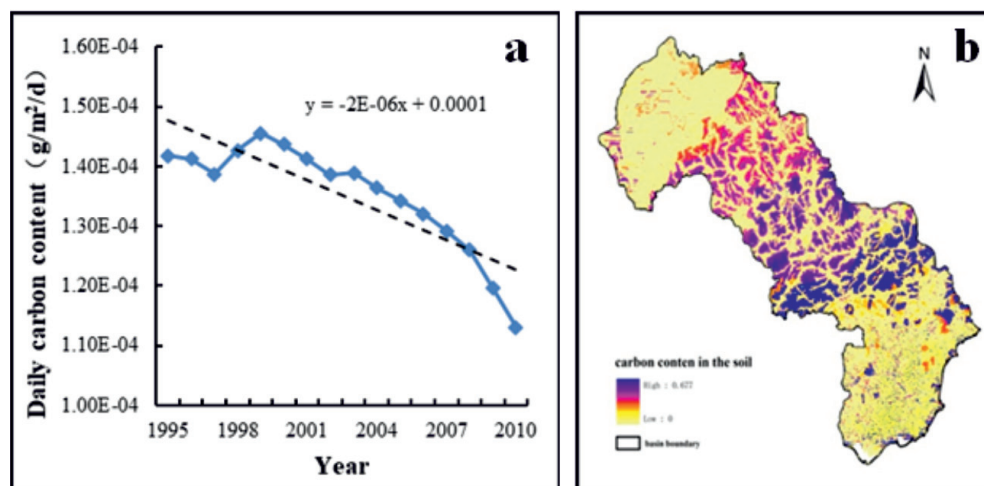 a
1.60E-04
1.50E-04
1.40E-04
1.30E-04
1.20E-04
1.10E-04
1.00E-04
Daily carbon content（g/m²/d）
y = -2E-06x + 0.0001
1995 1998 2001 2004 2007 2010
Year
b
N
carbon conten in the soil
High : 0.677
Low : 0
basin boundary